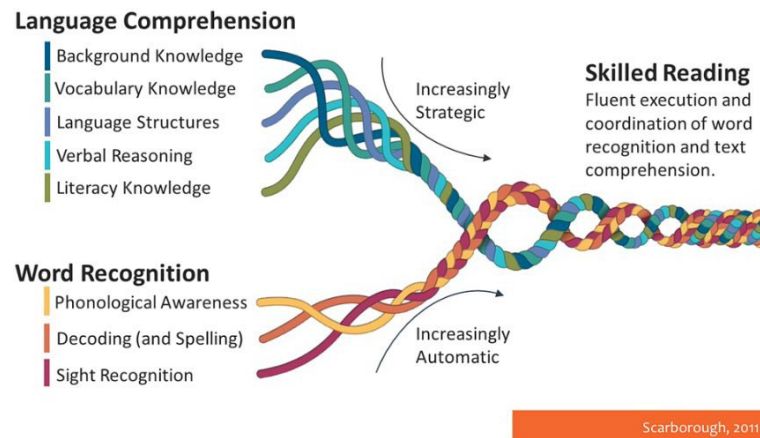 Language Comprehension
Background Knowledge
Vocabulary Knowledge
Language Structures
Verbal Reasoning
Literacy Knowledge
Increasingly
Strategic
Skilled Reading
Fluent execution and
coordination of word
recognition and text
comprehension.
Word Recognition
Phonological Awareness
Decoding (and Spelling)
Sight Recognition
Increasingly
Automatic
Scarborough, 2011